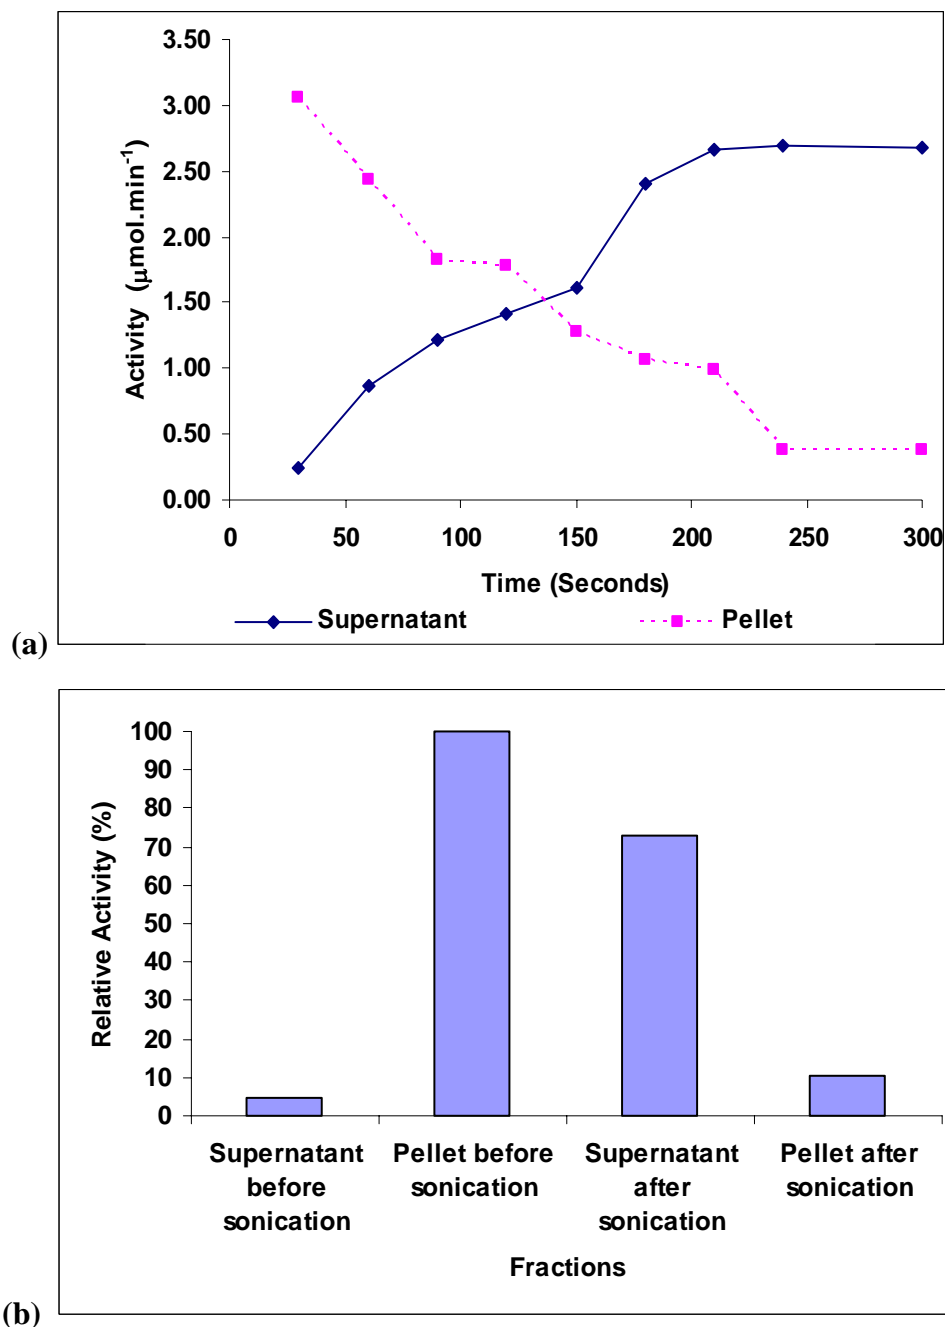 3.50
3.00
2.50
2.00
1.50
1.00
0.50
0.00
Activity (μmol.min⁻¹)
0 50 100 150 200 250 300
Time (Seconds)
Supernatant Pellet
(a)
100
90
80
70
60
50
40
30
20
10
0
Relative Activity (%)
Supernatant before sonication
Pellet before sonication
Supernatant after sonication
Pellet after sonication
Fractions
(b)